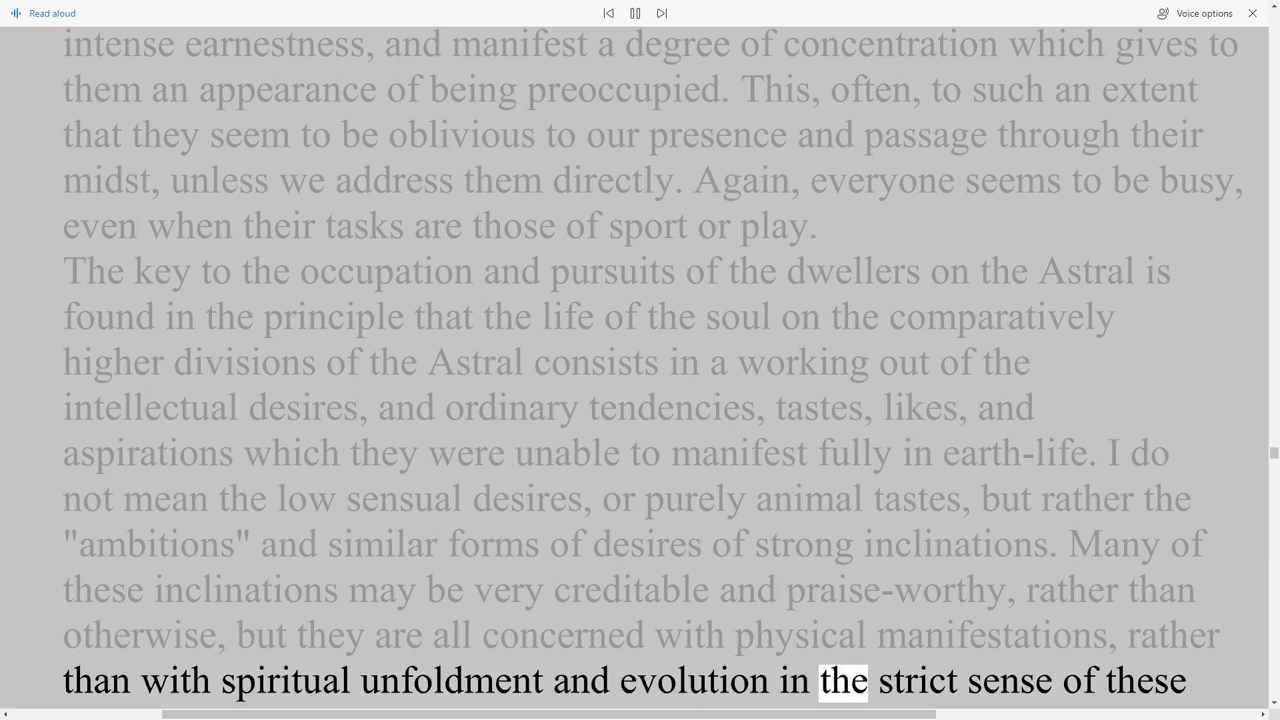 Read aloud
Voice options
intense earnestness, and manifest a degree of concentration which gives to
them an appearance of being preoccupied. This, often, to such an extent
that they seem to be oblivious to our presence and passage through their
midst, unless we address them directly. Again, everyone seems to be busy,
even when their tasks are those of sport or play.
The key to the occupation and pursuits of the dwellers on the Astral is
found in the principle that the life of the soul on the comparatively
higher divisions of the Astral consists in a working out of the
intellectual desires, and ordinary tendencies, tastes, likes, and
aspirations which they were unable to manifest fully in earth-life. I do
not mean the low sensual desires, or purely animal tastes, but rather the
"ambitions" and similar forms of desires of strong inclinations. Many of
these inclinations may be very creditable and praise-worthy, rather than
otherwise, but they are all concerned with physical manifestations, rather
than with spiritual unfoldment and evolution in the strict sense of these